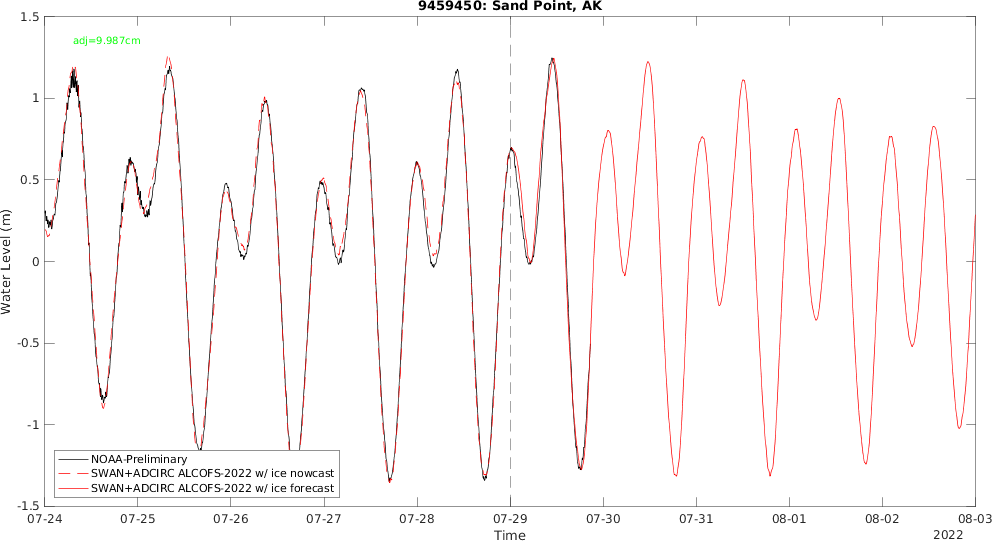 9459450: Sand Point, AK
adj=9.987cm
1.5
1
0.5
0
-0.5
-1
-1.5
Water Level (m)
NOAA-Preliminary
SWAN+ADCIRC ALCOFS-2022 w/ ice nowcast
SWAN+ADCIRC ALCOFS-2022 w/ ice forecast
07-24 07-25 07-26 07-27 07-28 07-29 07-30 07-31 08-01 08-02 08-03
Time
2022